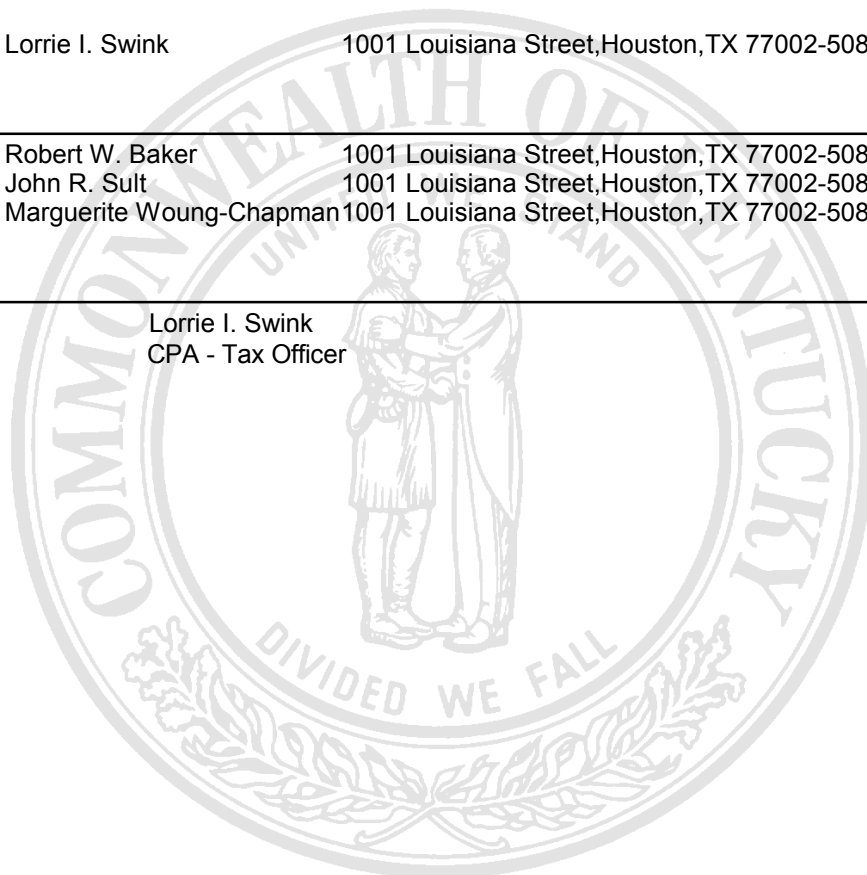 Lorrie I. Swink 1001 Louisiana Street,Houston,TX 77002-508
Robert W. Baker 1001 Louisiana Street,Houston,TX 77002-508
John R. Sult 1001 Louisiana Street,Houston,TX 77002-508
Marguerite Woung-Chapman 1001 Louisiana Street,Houston,TX 77002-508
Lorrie I. Swink
CPA - Tax Officer
COMMONWEALTH OF KENTUCKY
UNITED WE STAND
DIVIDED WE FALL